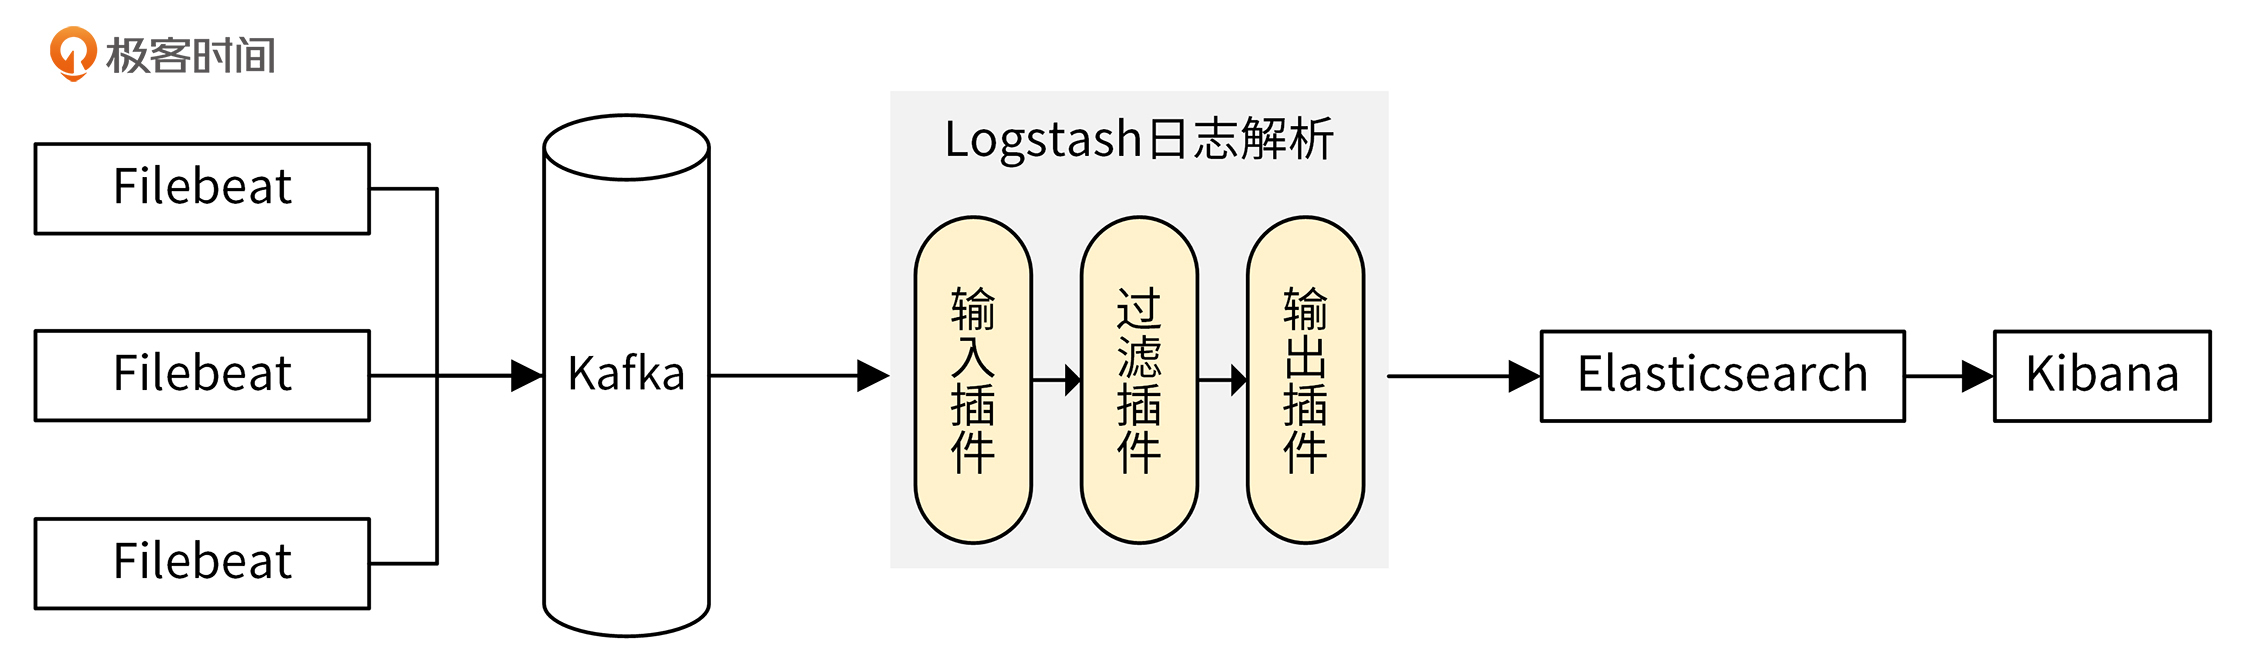 极客时间
Filebeat
Filebeat
Filebeat
Kafka
Logstash日志解析
输入插件
过滤插件
输出插件
Elasticsearch
Kibana